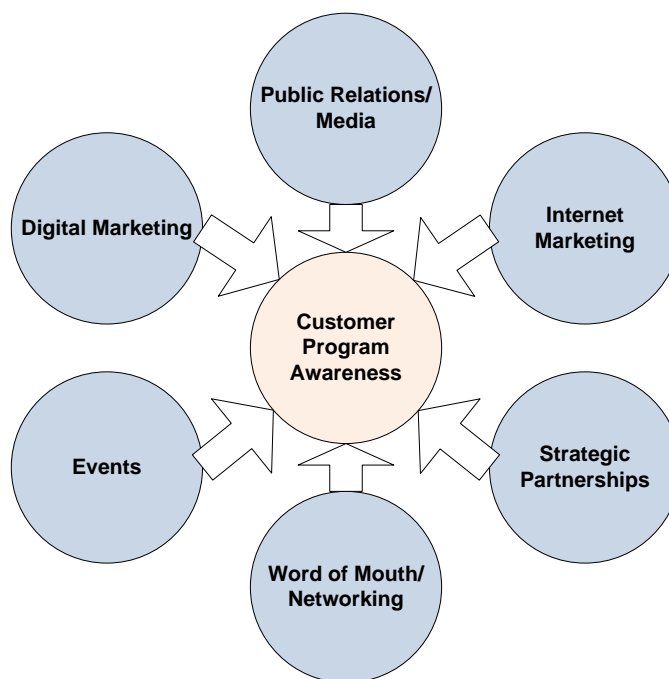 Public Relations/
Media
Digital Marketing
Internet
Marketing
Customer
Program
Awareness
Events
Strategic
Partnerships
Word of Mouth/
Networking